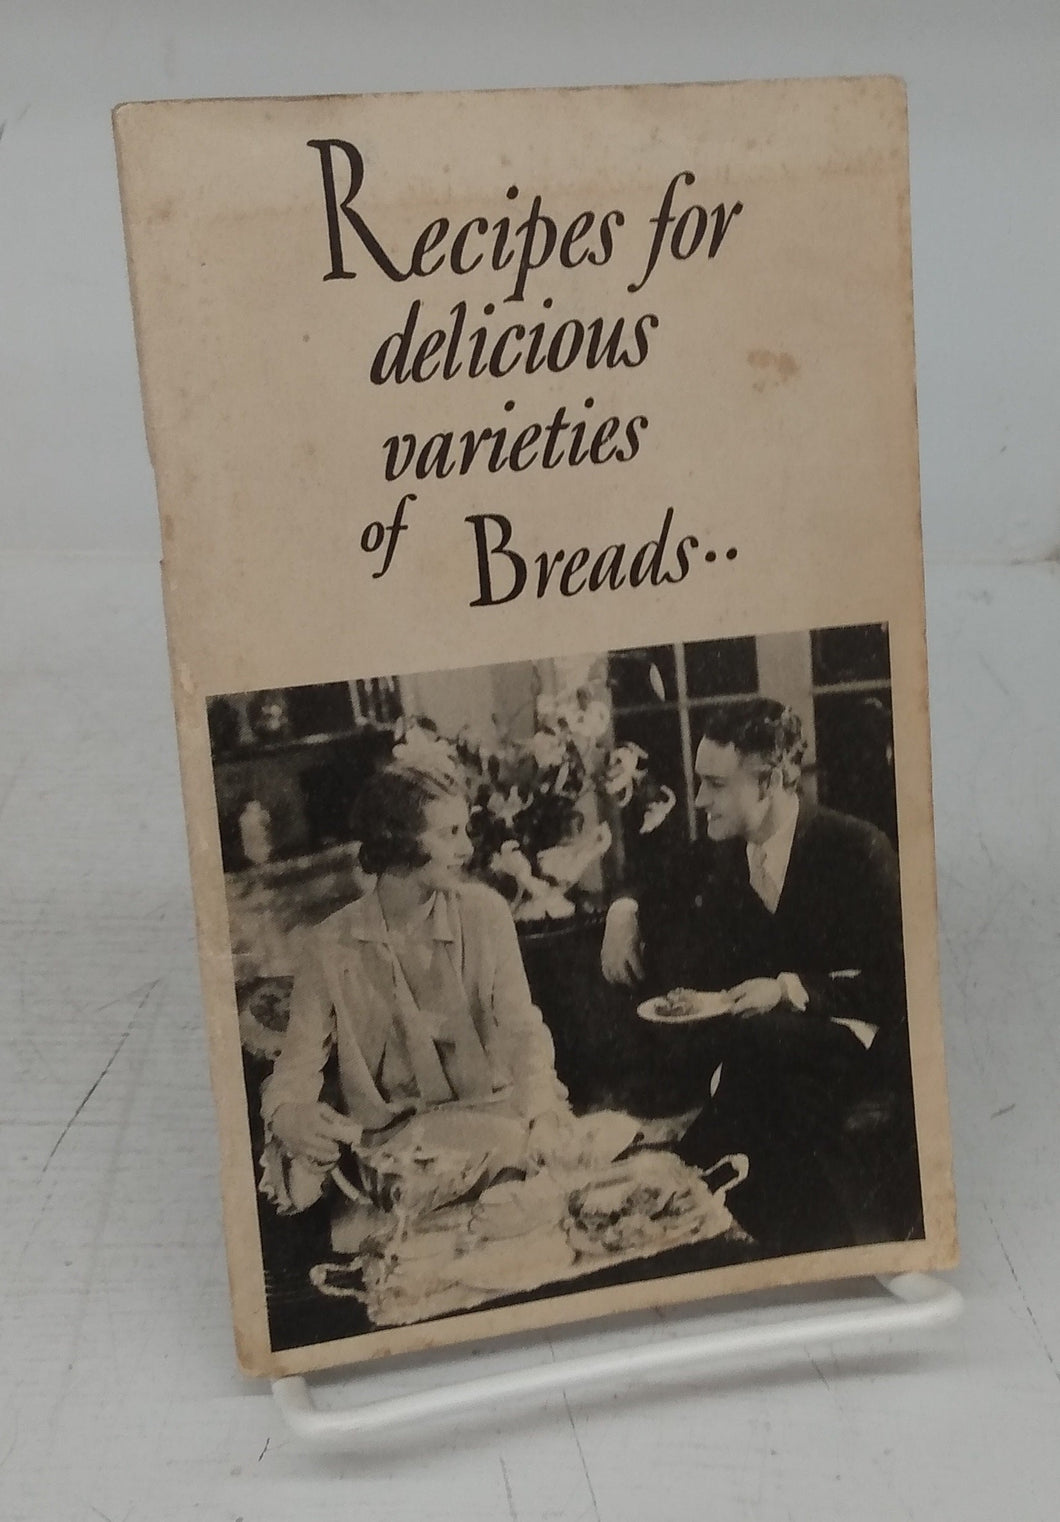 Recipes for
delicious
varieties
of Breads..